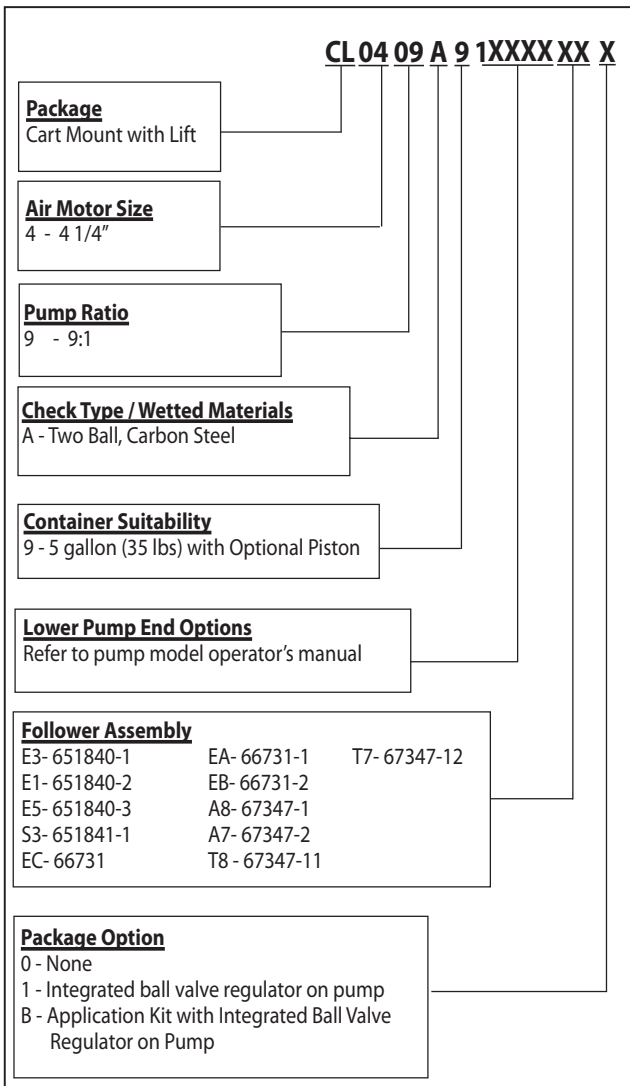 CL 04 09 A 9 1XXXX XX X
Package
Cart Mount with Lift
Air Motor Size
4 - 4 1/4”
Pump Ratio
9 - 9:1
Check Type / Wetted Materials
A - Two Ball, Carbon Steel
Container Suitability
9 - 5 gallon (35 lbs) with Optional Piston
Lower Pump End Options
Refer to pump model operator’s manual
Follower Assembly
E3- 651840-1 EA- 66731-1 T7- 67347-12
E1- 651840-2 EB- 66731-2
E5- 651840-3 A8- 67347-1
S3- 651841-1 A7- 67347-2
EC- 66731 T8 - 67347-11
Package Option
0 - None
1 - Integrated ball valve regulator on pump
B - Application Kit with Integrated Ball Valve
Regulator on Pump